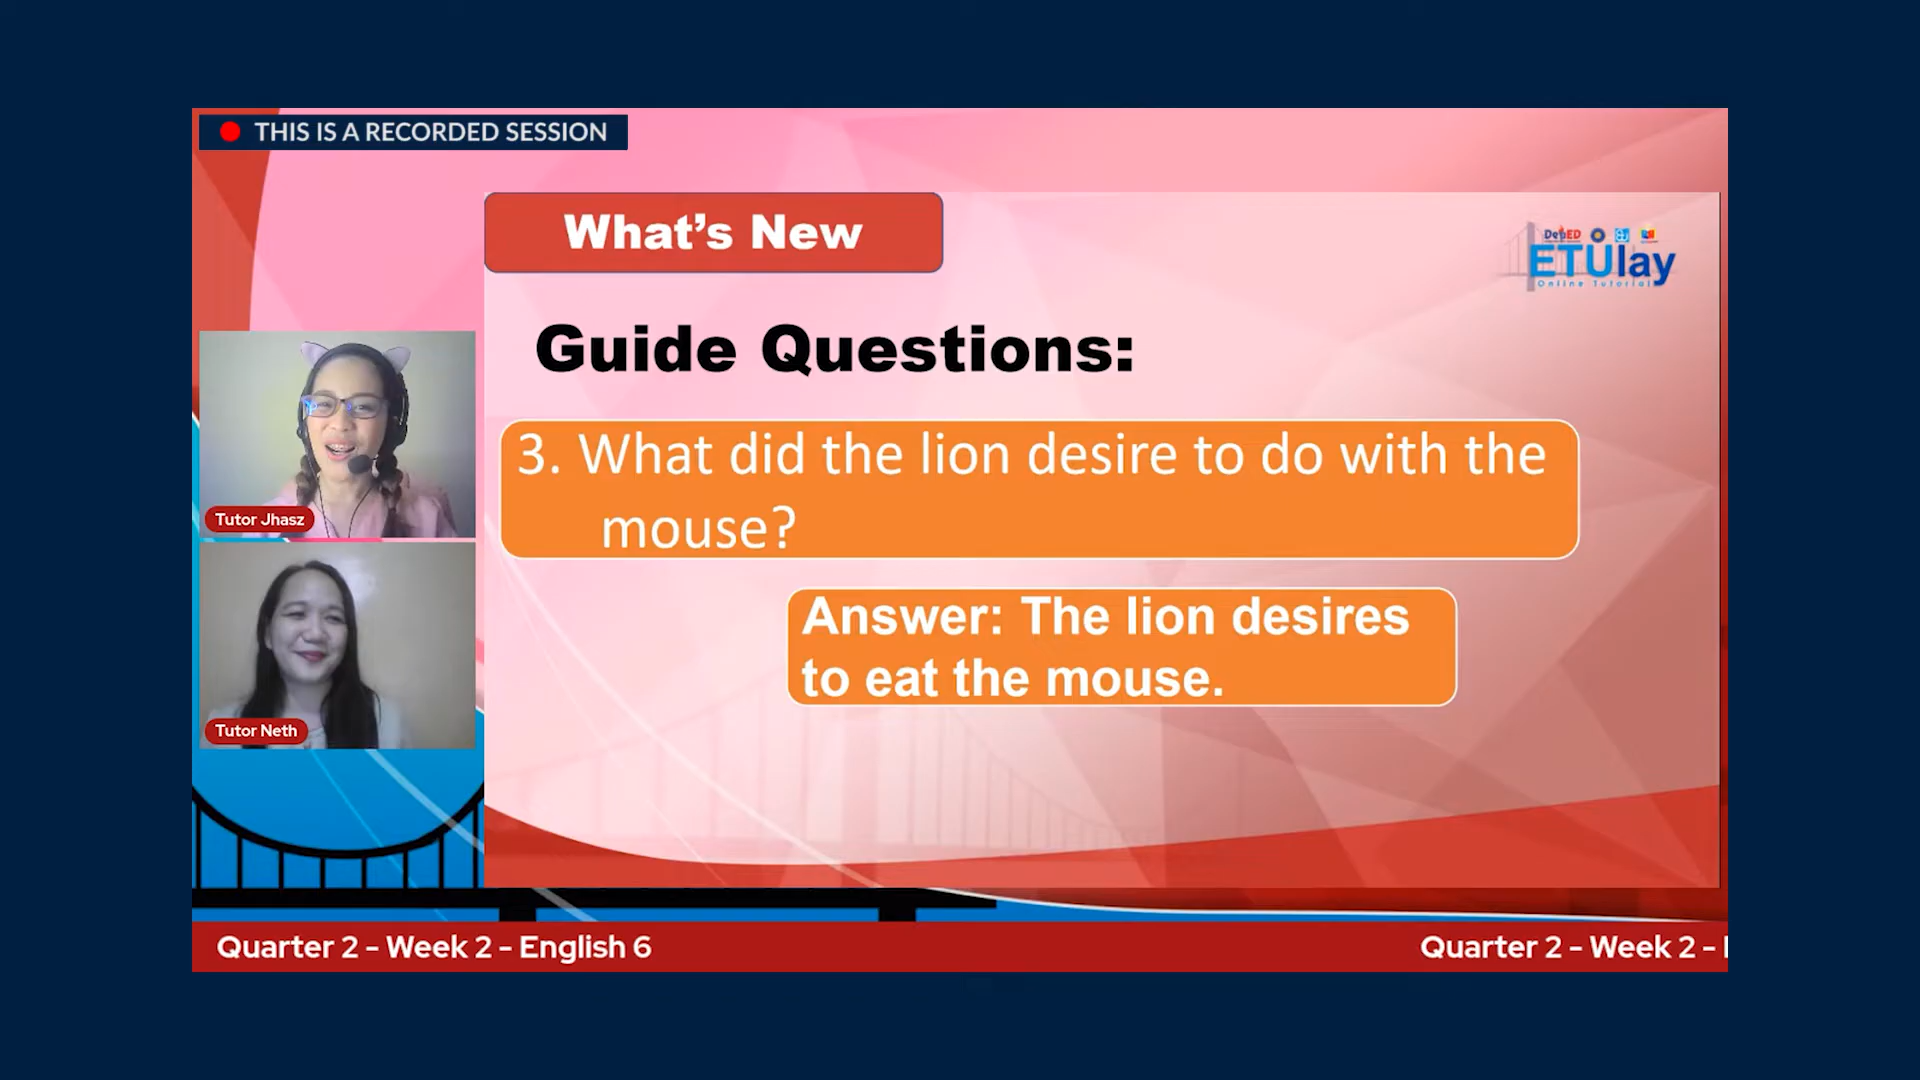 THIS IS A RECORDED SESSION
What's New
DepED
ETUlay
Online Tutorial
Guide Questions:
3. What did the lion desire to do with the
mouse?
Answer: The lion desires
to eat the mouse.
Tutor Jhasz
Tutor Neth
Quarter 2 - Week 2 - English 6
Quarter 2 - Week 2 -